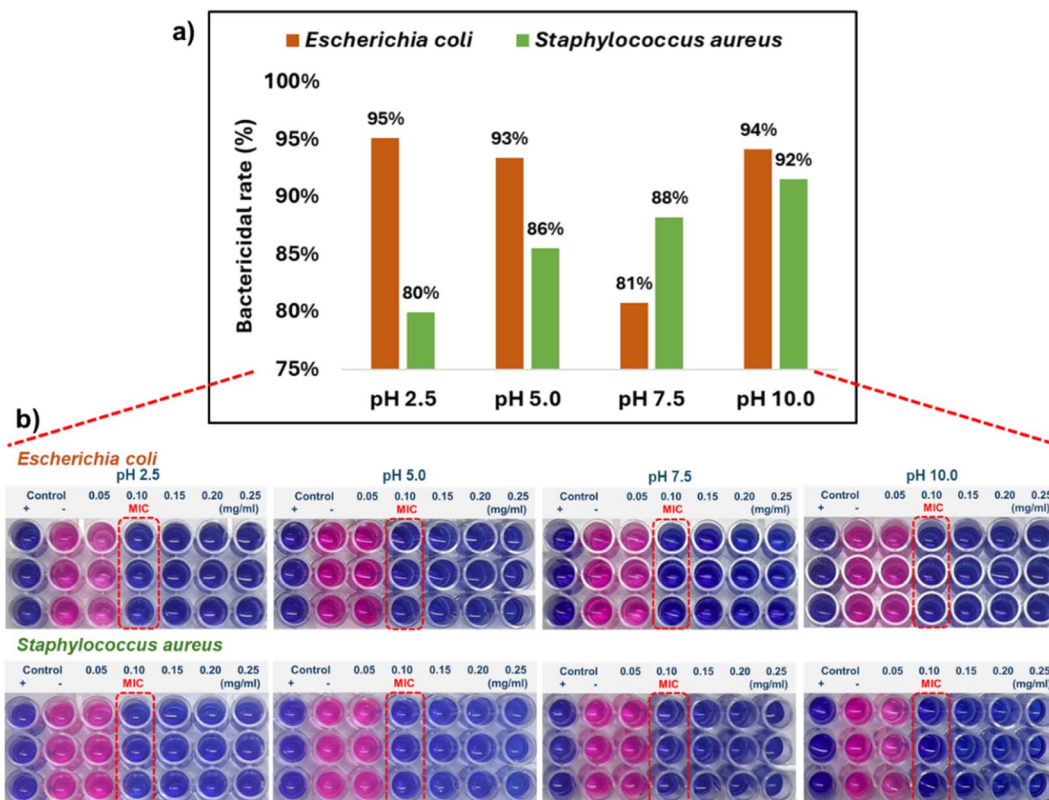 a)
Escherichia coli Staphylococcus aureus
Bactericidal rate (%)
100%
95%
90%
85%
80%
75%
95% 80%
93% 86%
81% 88%
94% 92%
pH 2.5 pH 5.0 pH 7.5 pH 10.0
b)
Escherichia coli
pH 2.5 pH 5.0 pH 7.5 pH 10.0
Control 0.05 0.10 0.15 0.20 0.25 Control 0.05 0.10 0.15 0.20 0.25 Control 0.05 0.10 0.15 0.20 0.25 Control 0.05 0.10 0.15 0.20 0.25
+ - MIC (mg/ml) + - MIC (mg/ml) + - MIC (mg/ml) + - MIC (mg/ml)
Staphylococcus aureus
Control 0.05 0.10 0.15 0.20 0.25 Control 0.05 0.10 0.15 0.20 0.25 Control 0.05 0.10 0.15 0.20 0.25 Control 0.05 0.10 0.15 0.20 0.25
+ - MIC (mg/ml) + - MIC (mg/ml) + - MIC (mg/ml) + - MIC (mg/ml)